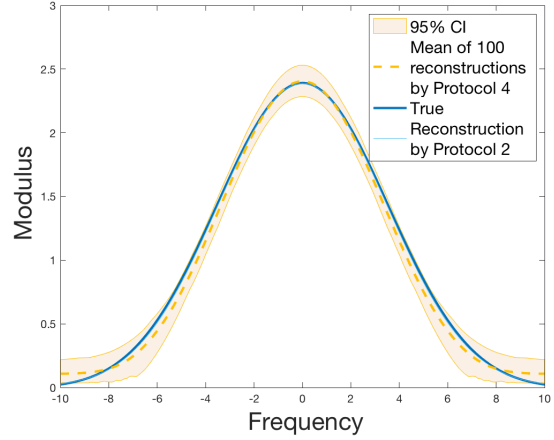 3
2.5
2
1.5
1
0.5
0
-10
-8
-6
-4
-2
0
2
4
6
8
10
Modulus
Frequency
95% CI
Mean of 100
reconstructions
by Protocol 4
True
Reconstruction
by Protocol 2